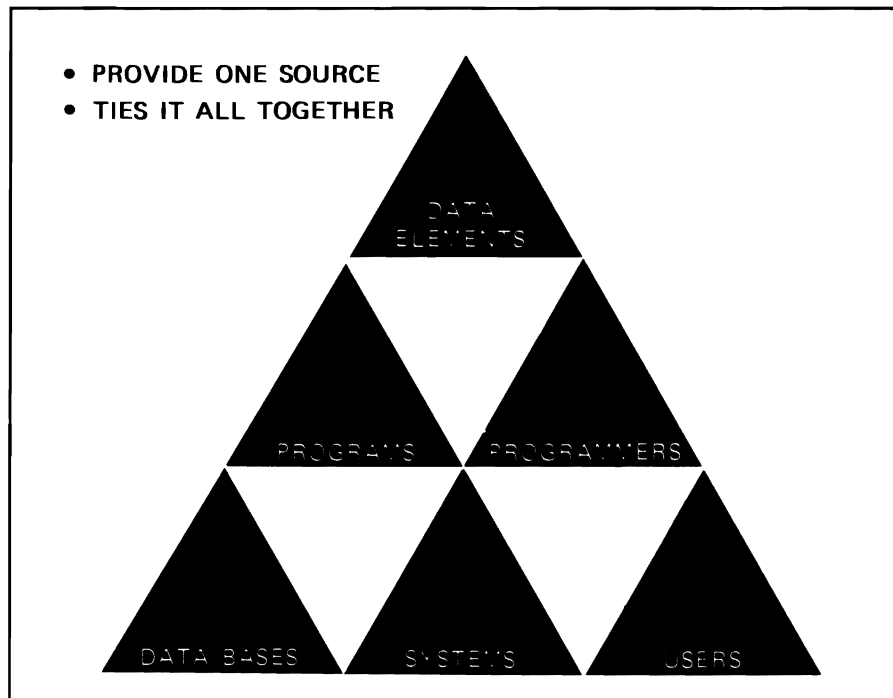 • PROVIDE ONE SOURCE
• TIES IT ALL TOGETHER
DATA
ELEMENTS
PROGRAMS
PROGRAMMERS
DATA BASES
SYSTEMS
USERS